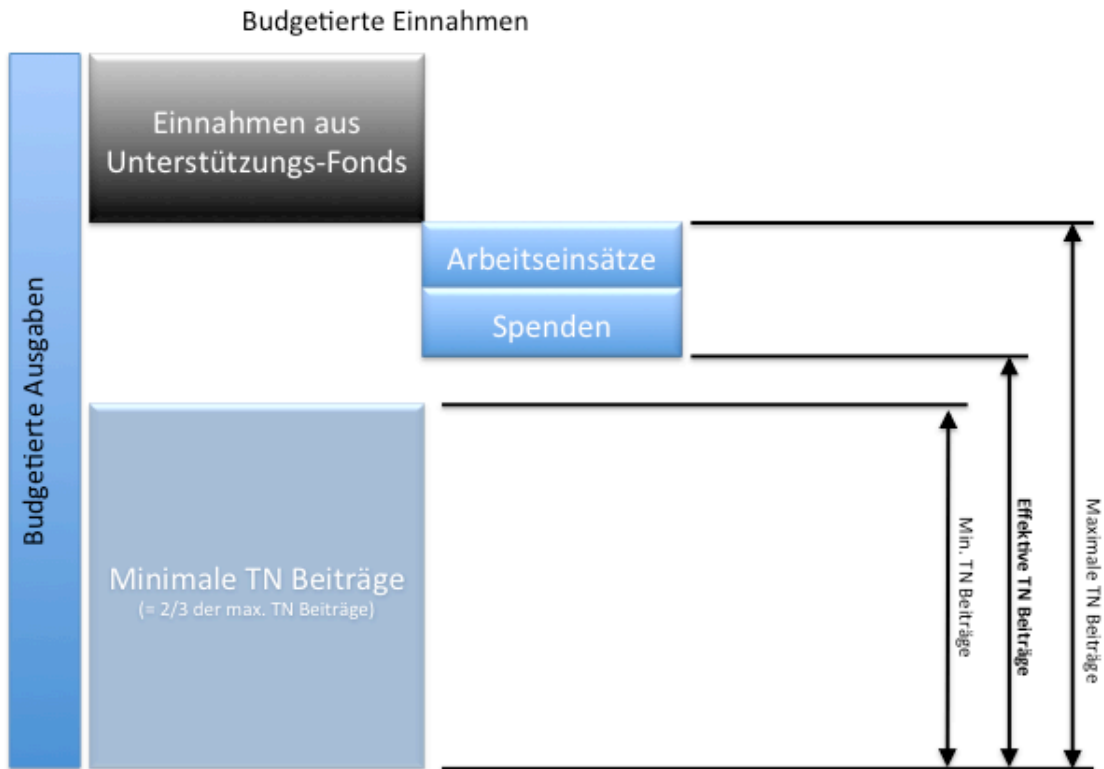 Budgetierte Einnahmen
Einnahmen aus
Unterstützungs-Fonds
Arbeitseinsätze
Spenden
Budgetierte Ausgaben
Minimale TN Beiträge
(= 2/3 der max. TN Beiträge)
Min. TN Beiträge
Effektive TN Beiträge
Maximale TN Beiträge